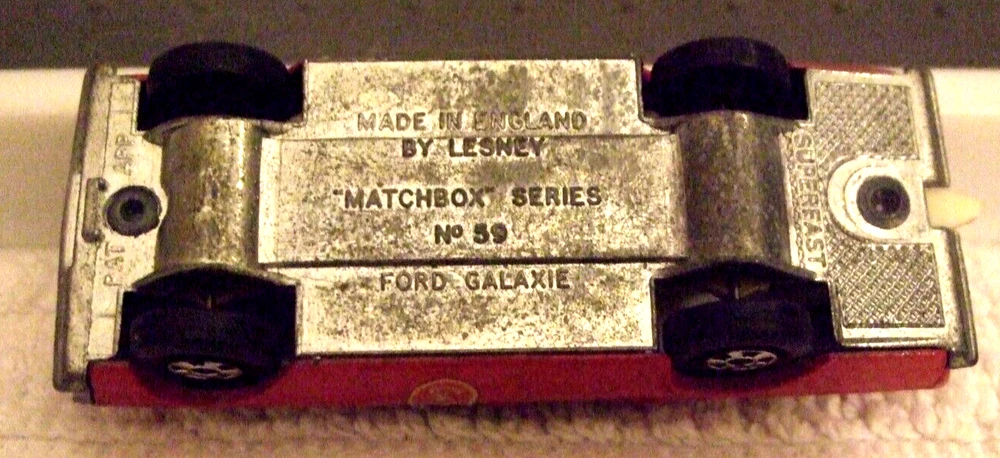 MADE IN ENGLAND
BY LESNEY
"MATCHBOX" SERIES
Nº 59
FORD GALAXIE
SUPERFAST
PAT APP